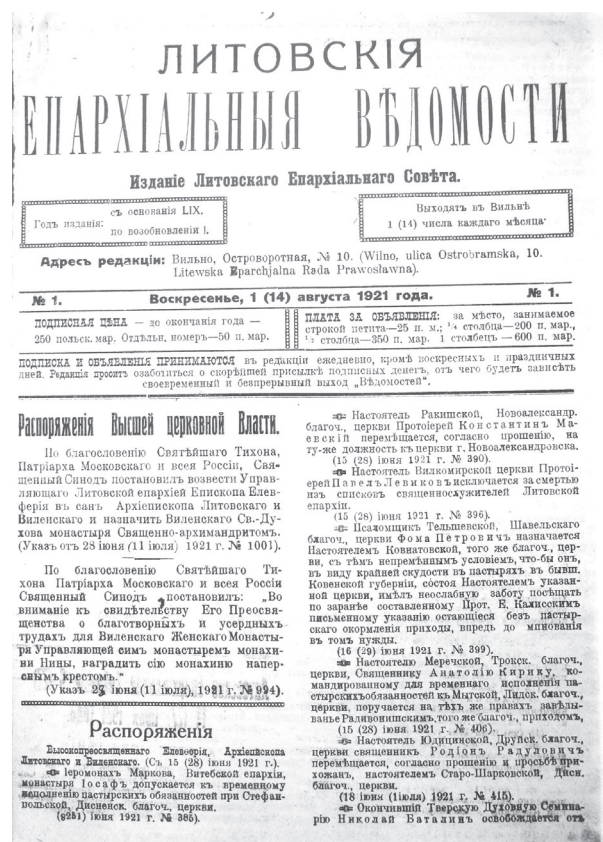 ЛИТОВСКІЯ
ЕПАРХІАЛЬНЫЯ ВѢДОМОСТИ
Изданіе Литовскаго Епархіальнаго Совѣта.
Годъ изданія: съ основанія LIX.
по возобновленіи I.
Выходятъ въ Вильнѣ
1 (14) числа каждаго мѣсяца
Адресъ редакціи: Вильно, Островоротная, № 10. (Wilno, ulica Ostrobramska, 10.
Litewska Eparchjalna Rada Prawosławna).
№ 1. Воскресенье, 1 (14) августа 1921 года. № 1.
ПОДПИСНАЯ ЦѢНА — до окончанія года —
250 польск. мар. Отдѣльн. номеръ—50 п. мар.
ПЛАТА ЗА ОБЪЯВЛЕНІЯ: за мѣсто, занимаемое
строкой петита—25 п. м.; ¼ столбца—200 п. мар.,
½ столбца—350 п. мар. 1 столбецъ—600 п. мар.
ПОДПИСКА И ОБЪЯВЛЕНІЯ ПРИНИМАЮТСЯ въ редакціи ежедневно, кромѣ воскресныхъ и праздничныхъ
дней. Редакція проситъ озаботиться о скорѣйшей присылкѣ подписныхъ денегъ, отъ чего будетъ зависѣть
своевременный и безпрерывный выходъ „Вѣдомостей".
Распоряженія Высшей церковной Власти.
По благословенію Святѣйшаго Тихона,
Патріарха Московскаго и всея Россіи, Свя-
щенный Синодъ постановилъ возвести Упра-
вляющаго Литовской епархіей Епископа Елев-
ферія въ санъ Архіепископа Литовскаго и
Виленскаго и назначить Виленскаго Св.-Ду-
хова монастыря Священно-архимандритомъ.
(Указъ отъ 28 іюня (11 іюля) 1921 г. № 1001).
По благословенію Святѣйшаго Ти-
хона Патріарха Московскаго и всея Россіи
Священный Синодъ постановилъ: „Во
вниманіе къ свидѣтельству Его Преосвя-
щенства о благотворныхъ и усердныхъ
трудахъ для Виленскаго Женскаго Монасты-
ря Управляющей симъ монастыремъ монахи-
ни Нины, наградить сію монахиню напер-
снымъ крестомъ."
(Указъ іюня (11 іюля), 1921 г. № 994).
Распоряженія
Высокопреосвященнаго Елевферія, Архіепископа
Литовскаго и Виленскаго. (Съ 15 (28) іюня 1921 г.).
Іеромонахъ Маркова, Витебской епархіи,
монастыря Іосафъ допускается къ временному
исполненію пастырскихъ обязанностей при Стефан-
польской, Дисненск. благоч., церкви.
іюня 1921 г. № 385).
Настоятель Ракишской, Новоалександр.
благоч., церкви Протоіерей Константинъ Ма-
евскій перемѣщается, согласно прошенію, на
ту-же должность къ церкви г. Новоалександровска.
(15 (28) іюня 1921 г. № 390).
Настоятель Вилкомирской церкви Протоі-
ерей Павелъ Левиковъ исключается за смертью
изъ списковъ священнослужителей Литовской
епархіи.
(15 (28) іюня 1921 г. № 396).
Псаломщикъ Тельшевской, Шавельскаго
благоч., церкви Фома Петровичъ назначается
Настоятелемъ Ковнатовской, того же благоч., цер-
кви, съ тѣмъ непремѣннымъ условіемъ, что-бы онъ,
въ виду крайней скудости въ пастыряхъ въ бывш.
Ковенской губерніи, состоя Настоятелемъ указан-
ной церкви, имѣлъ неослабную заботу посѣщать
по заранѣе составленному Прот. Е. Калисскимъ
письменному указанію остающіеся безъ пастыр-
скаго окормленія приходы, впредь до минованія
въ томъ нужды.
(16 (29) іюня 1921 г. № 399).
Настоятелю Меречской, Трокск. благоч.,
церкви, Священнику Анатолію Кирику, ко-
мандированному для временнаго исполненія па-
стырскихъ обязанностей къ Мытской, Лидск. благоч.,
церкви, поручается на тѣхъ же правахъ завѣды-
ванье Радивонишскимъ, того же благоч., приходомъ,
(15 (28) іюня 1921 г. № 406).
Настоятель Юдицинской, Друйск. благоч.,
церкви священникъ Родіонъ Радуловичъ
перемѣщается, согласно прошенію и просьбѣ при-
хожанъ, настоятелемъ Старо-Шарковской, Дисн.
благоч., церкви.
(18 іюня (1іюля) 1921 г. № 415).
Окончившій Тверскую Духовную Семина-
рію Николай Баталинъ освобождается отъ